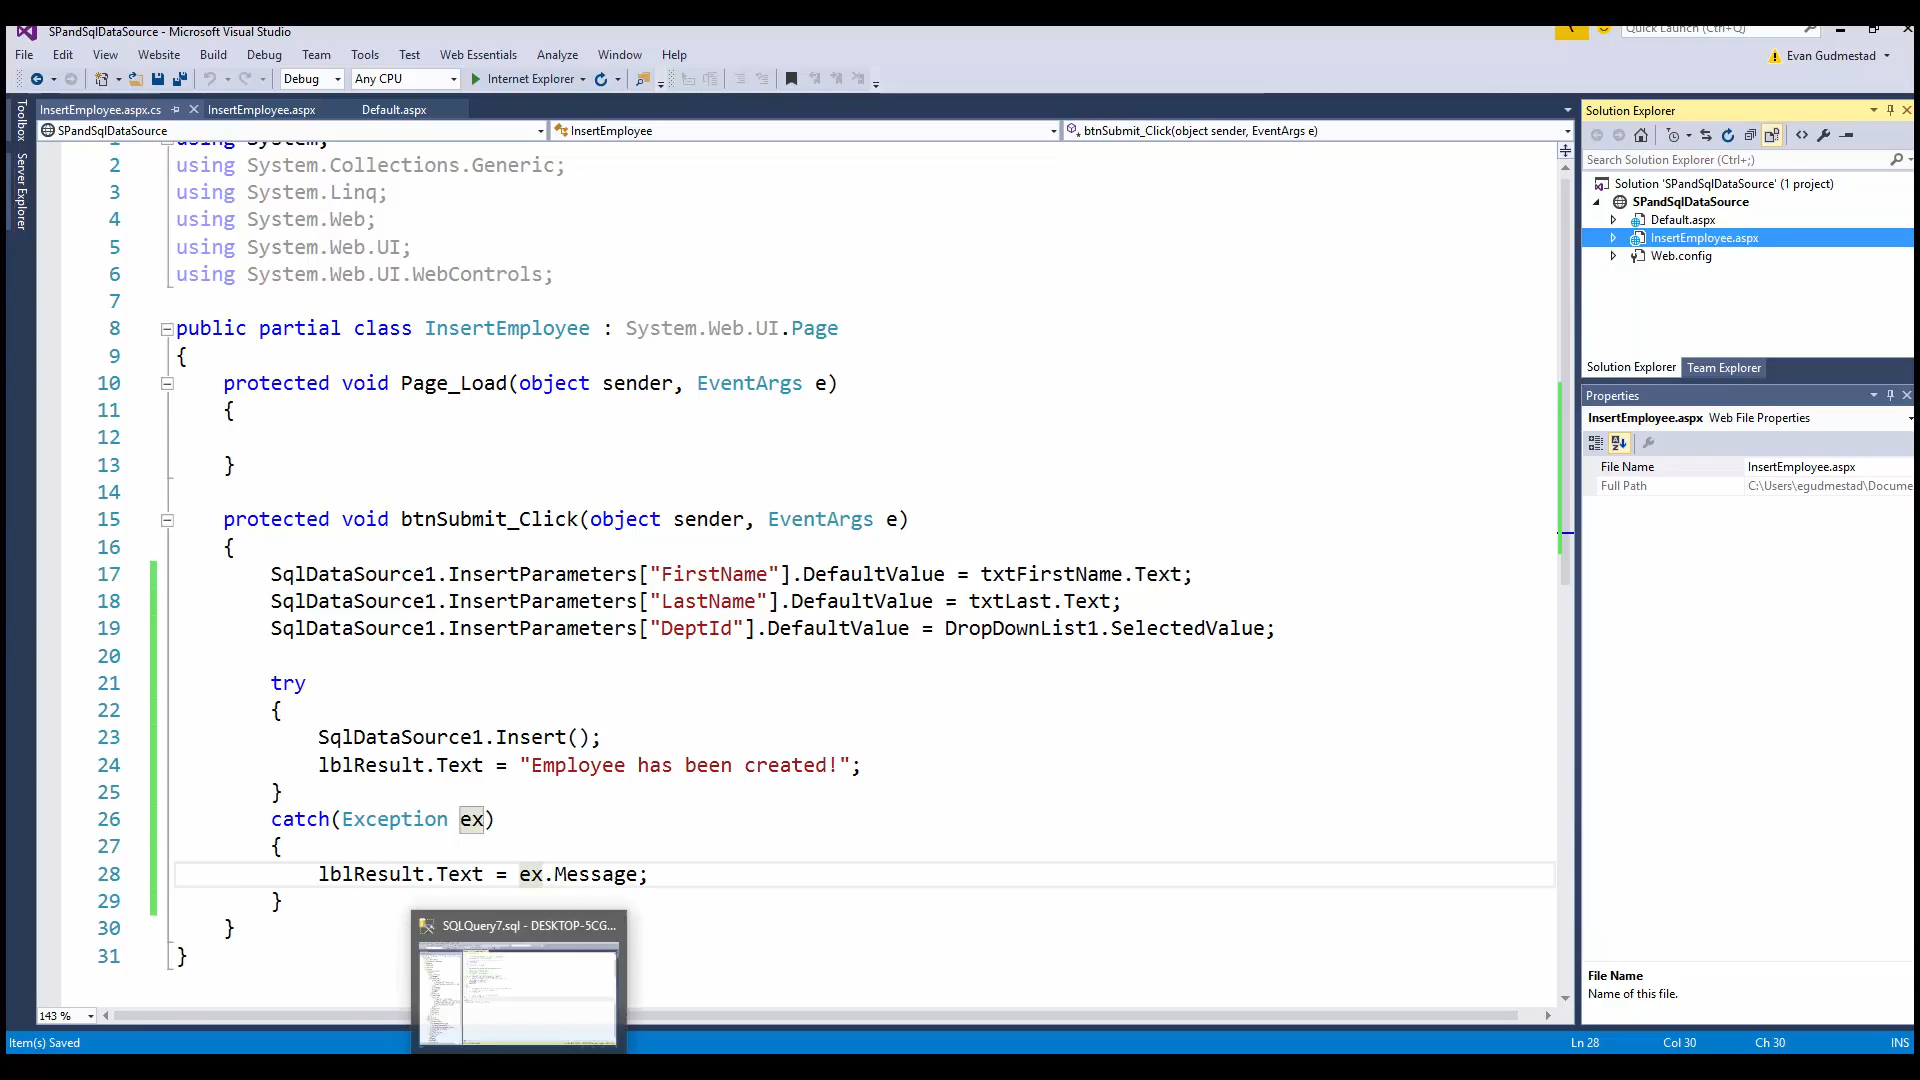 SPandSqlDataSource - Microsoft Visual Studio
Quick Launch (Ctrl+Q)
File Edit View Website Build Debug Team Tools Test Web Essentials Analyze Window Help
Evan Gudmestad
Debug Any CPU Internet Explorer
Toolbox
Server Explorer
InsertEmployee.aspx.cs InsertEmployee.aspx Default.aspx
SPandSqlDataSource InsertEmployee btnSubmit_Click(object sender, EventArgs e)
1 using System;
2 using System.Collections.Generic;
3 using System.Linq;
4 using System.Web;
5 using System.Web.UI;
6 using System.Web.UI.WebControls;
7
8 public partial class InsertEmployee : System.Web.UI.Page
9 {
10 protected void Page_Load(object sender, EventArgs e)
11 {
12
13 }
14
15 protected void btnSubmit_Click(object sender, EventArgs e)
16 {
17 SqlDataSource1.InsertParameters["FirstName"].DefaultValue = txtFirstName.Text;
18 SqlDataSource1.InsertParameters["LastName"].DefaultValue = txtLast.Text;
19 SqlDataSource1.InsertParameters["DeptId"].DefaultValue = DropDownList1.SelectedValue;
20
21 try
22 {
23 SqlDataSource1.Insert();
24 lblResult.Text = "Employee has been created!";
25 }
26 catch(Exception ex)
27 {
28 lblResult.Text = ex.Message;
29 }
30 }
31 }
SQLQuery7.sql - DESKTOP-5CG...
143 %
Solution Explorer
Search Solution Explorer (Ctrl+;)
Solution 'SPandSqlDataSource' (1 project)
SPandSqlDataSource
Default.aspx
InsertEmployee.aspx
Web.config
Solution Explorer Team Explorer
Properties
InsertEmployee.aspx Web File Properties
File Name InsertEmployee.aspx
Full Path C:\Users\egudmestad\Docume
File Name
Name of this file.
Item(s) Saved Ln 28 Col 30 Ch 30 INS